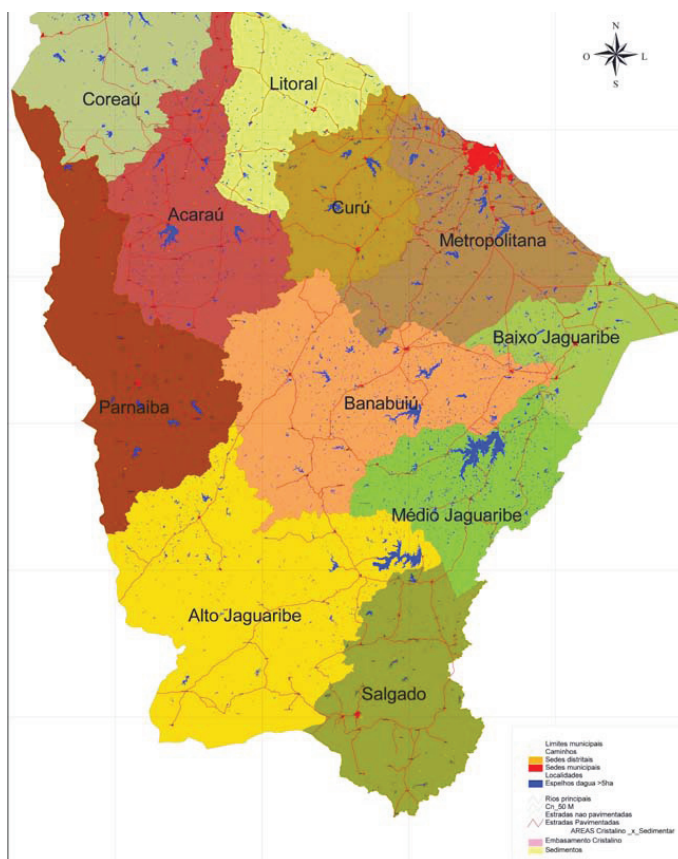 N
O L
S
Coreaú
Litoral
Acaraú
Curú
Metropolitana
Baixo Jaguaribe
Parnaiba
Banabuiú
Médio Jaguaribe
Alto Jaguaribe
Salgado
Limites municipais
Caminhos
Sedes distritais
Sedes municipais
Localidades
Espelhos dagua >5ha
Rios principais
Cn_50 M
Estradas nao pavimentadas
Estradas Pavimentadas
AREAS Cristalino _x_Sedimentar
Embasamento Cristalino
Sedimentos